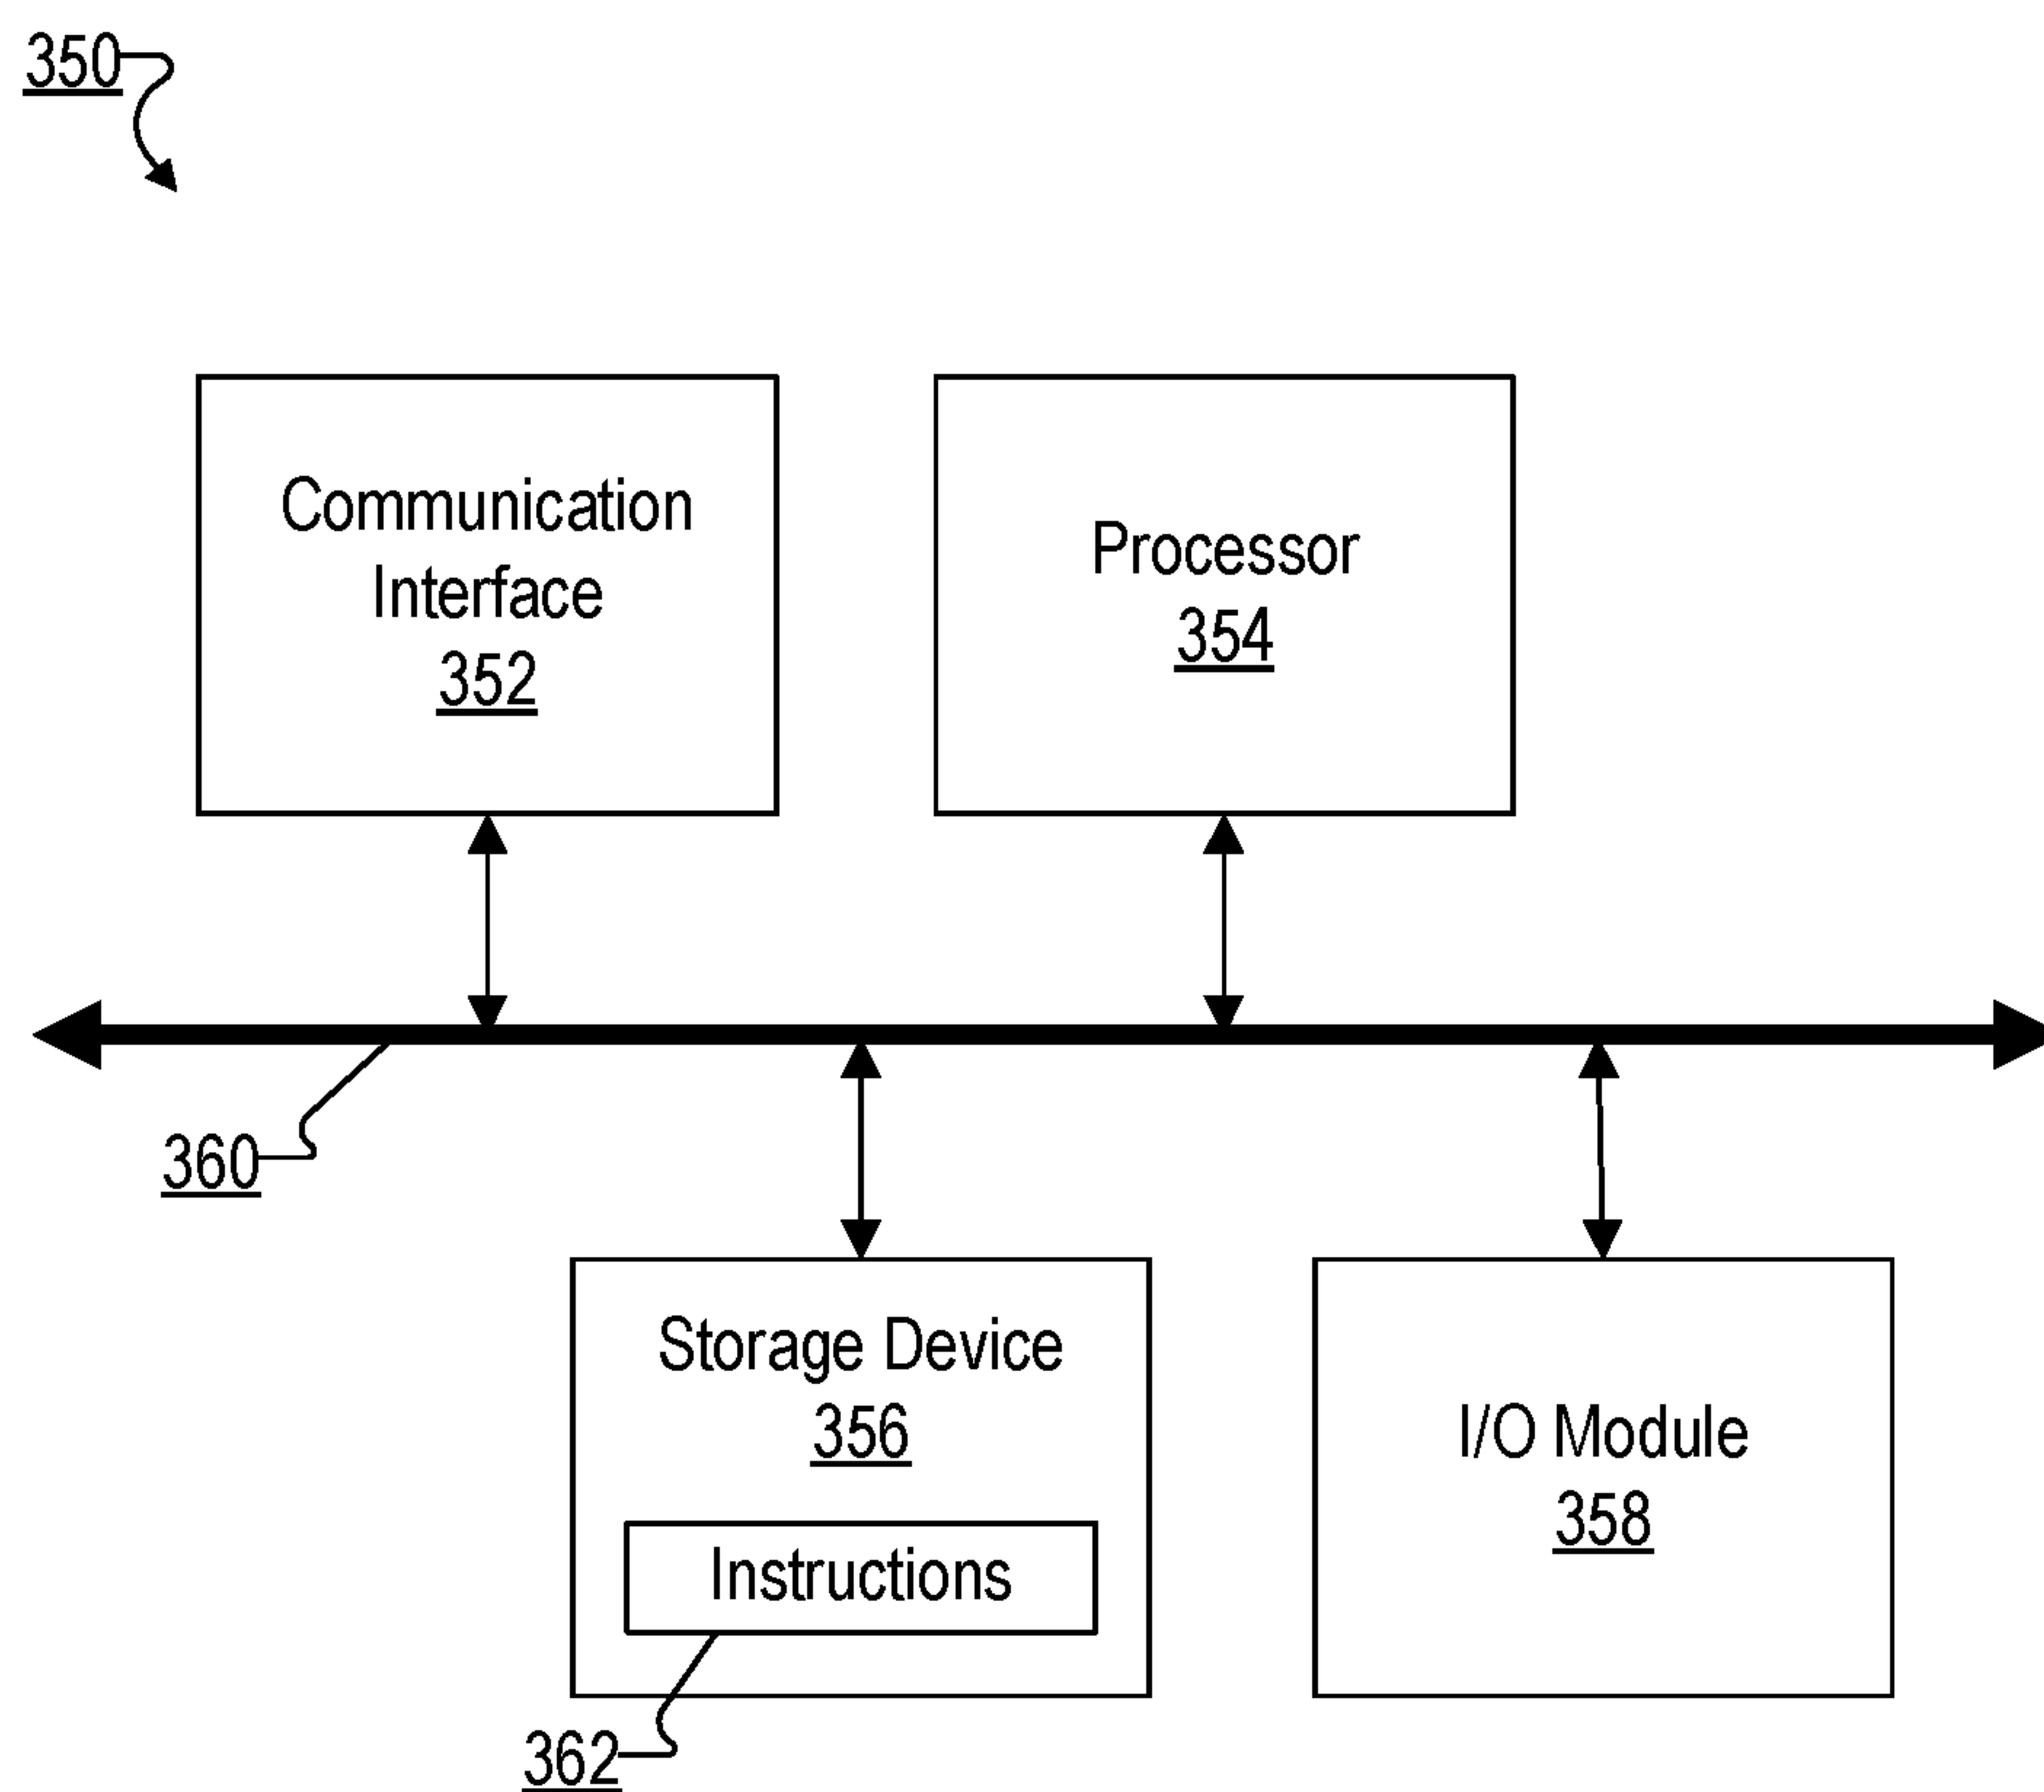 350
Communication
Interface
352
Processor
354
360
Storage Device
356
Instructions
362
I/O Module
358